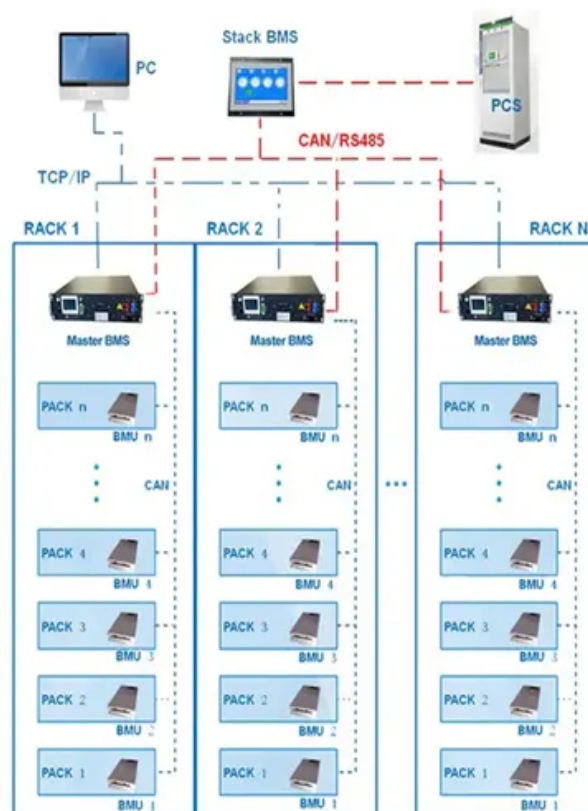 PC
Stack BMS
PCS
CAN/RS485
TCP/IP
RACK 1
RACK 2
RACK N
Master BMS
Master BMS
Master BMS
PACK n
PACK n
PACK n
BMU n
BMU n
BMU n
CAN
CAN
CAN
PACK 4
PACK 4
PACK 4
BMU 4
BMU 4
BMU 4
PACK 3
PACK 3
PACK 3
BMU 3
BMU 3
BMU 3
PACK 2
PACK 2
PACK 2
BMU 2
BMU 2
BMU 2
PACK 1
PACK 1
PACK 1
BMU 1
BMU 1
BMU 1